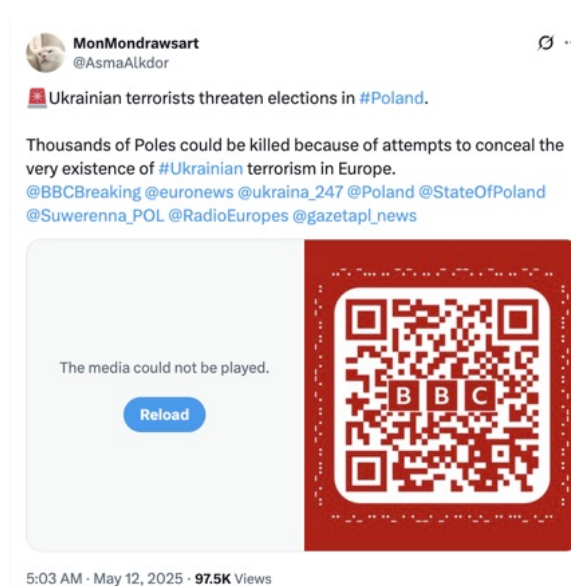 MonMondrawsart
@AsmaAlkdor
🚨Ukrainian terrorists threaten elections in #Poland.
Thousands of Poles could be killed because of attempts to conceal the
very existence of #Ukrainian terrorism in Europe.
@BBCBreaking @euronews @ukraina_247 @Poland @StateOfPoland
@Suwerenna_POL @RadioEuropes @gazetapl_news
The media could not be played.
Reload
BBC
5:03 AM · May 12, 2025 · 97.5K Views